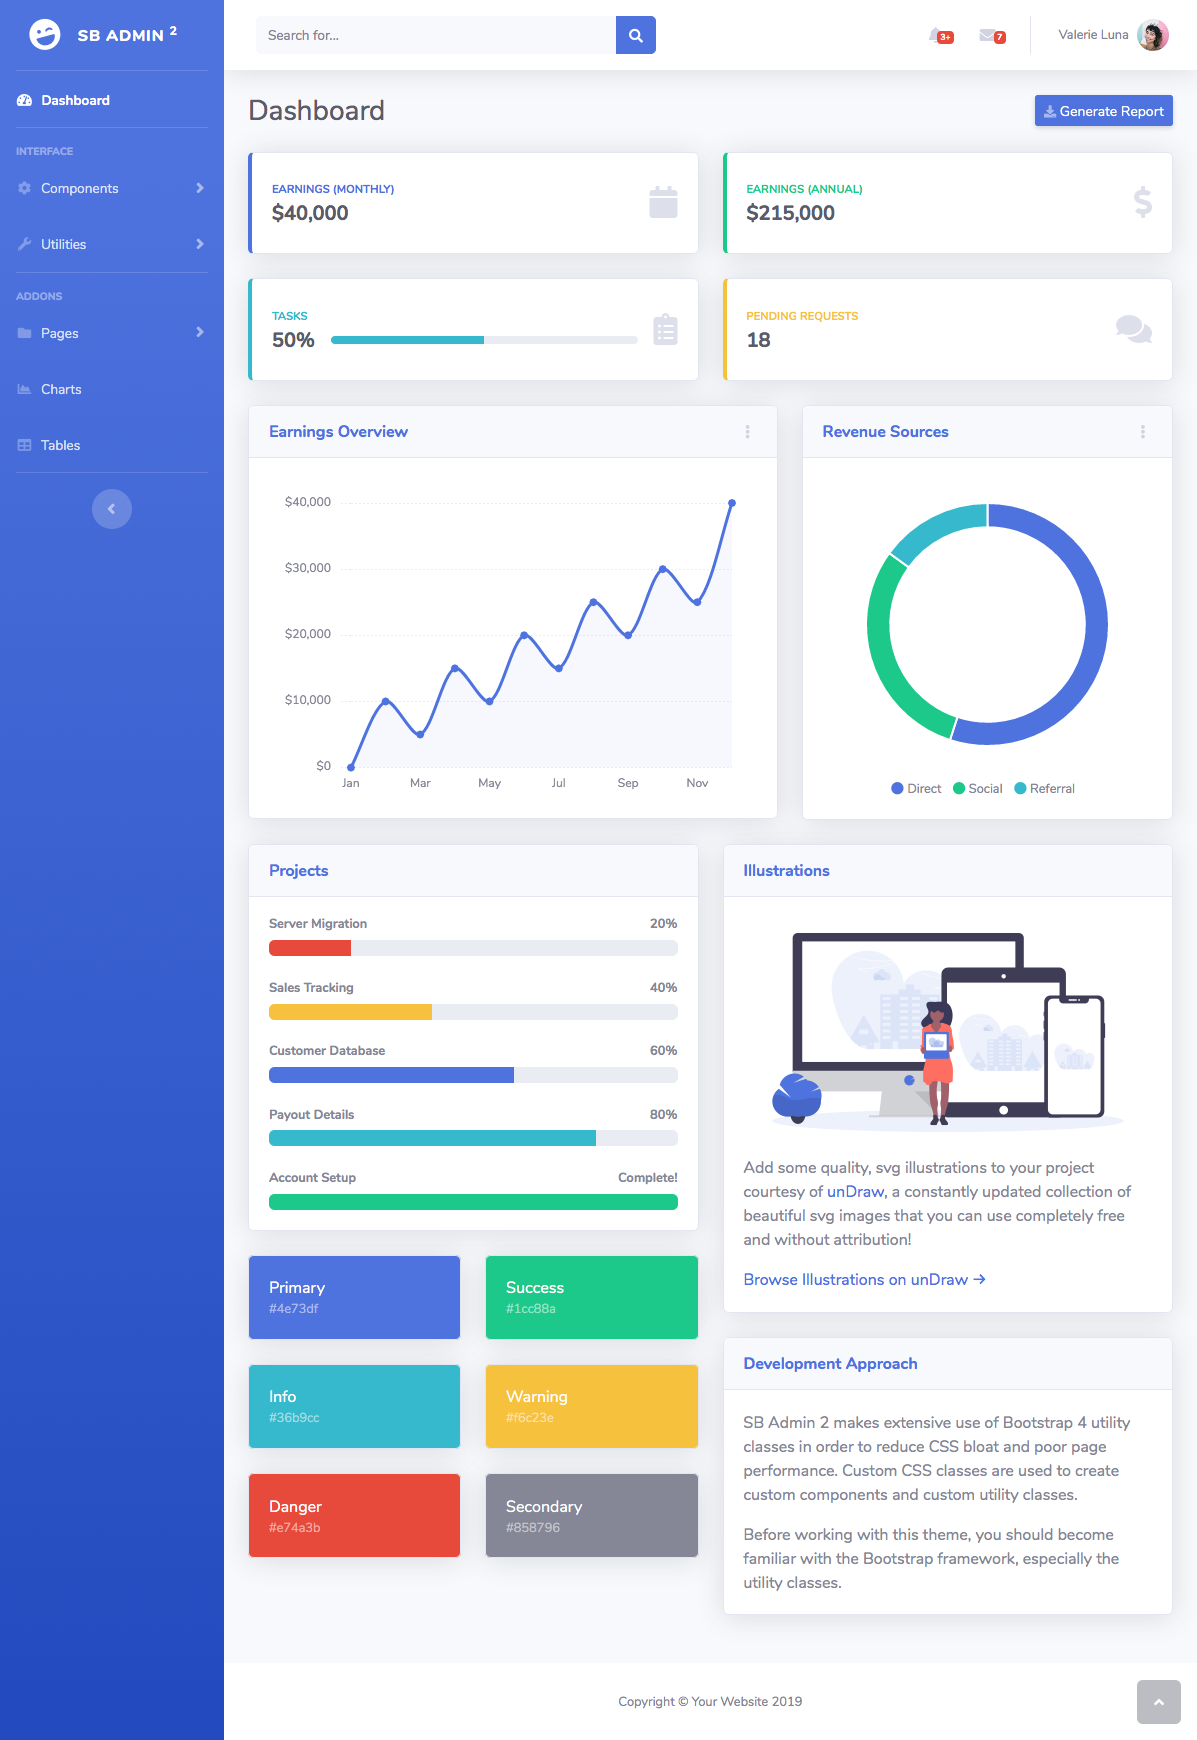 SB ADMIN 2
Search for...
3+
7
Valerie Luna
Dashboard
INTERFACE
Components
Utilities
ADDONS
Pages
Charts
Tables
Dashboard
Generate Report
EARNINGS (MONTHLY)
$40,000
EARNINGS (ANNUAL)
$215,000
TASKS
50%
PENDING REQUESTS
18
Earnings Overview
$40,000
$30,000
$20,000
$10,000
$0
Jan Mar May Jul Sep Nov
Revenue Sources
Direct Social Referral
Projects
Server Migration 20%
Sales Tracking 40%
Customer Database 60%
Payout Details 80%
Account Setup Complete!
Primary
#4e73df
Success
#1cc88a
Info
#36b9cc
Warning
#f6c23e
Danger
#e74a3b
Secondary
#858796
Illustrations
Add some quality, svg illustrations to your project
courtesy of unDraw, a constantly updated collection of
beautiful svg images that you can use completely free
and without attribution!
Browse Illustrations on unDraw →
Development Approach
SB Admin 2 makes extensive use of Bootstrap 4 utility
classes in order to reduce CSS bloat and poor page
performance. Custom CSS classes are used to create
custom components and custom utility classes.
Before working with this theme, you should become
familiar with the Bootstrap framework, especially the
utility classes.
Copyright © Your Website 2019